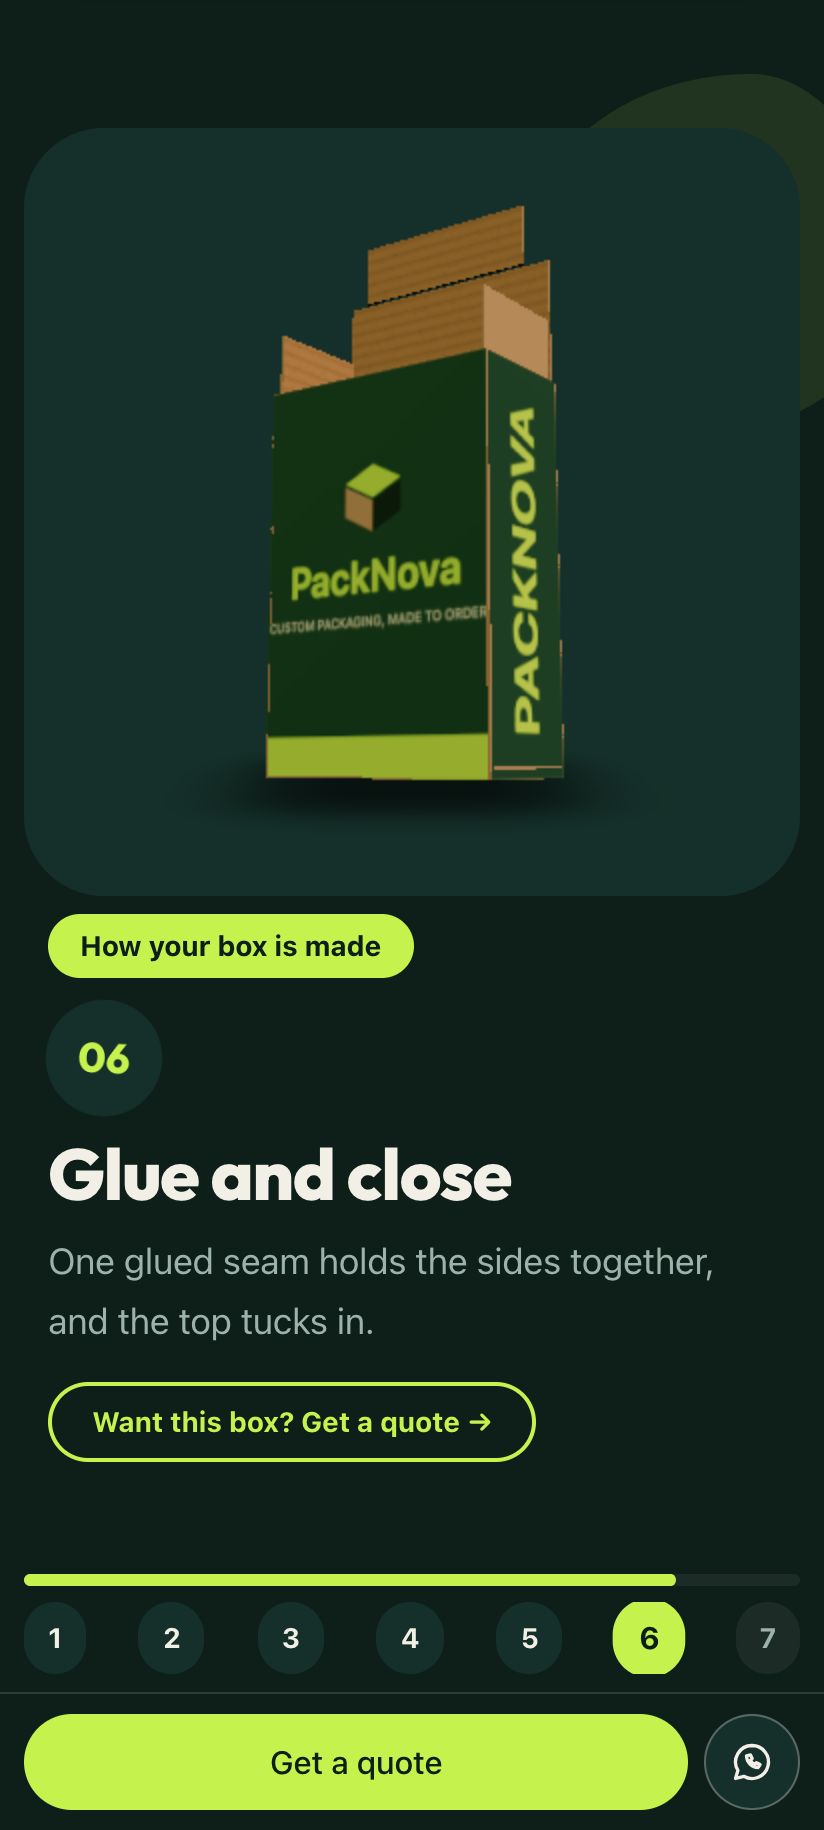 PackNova
CUSTOM PACKAGING, MADE TO ORDER
PACKNOVA
How your box is made
06
Glue and close
One glued seam holds the sides together,
and the top tucks in.
Want this box? Get a quote →
1 2 3 4 5 6 7
Get a quote